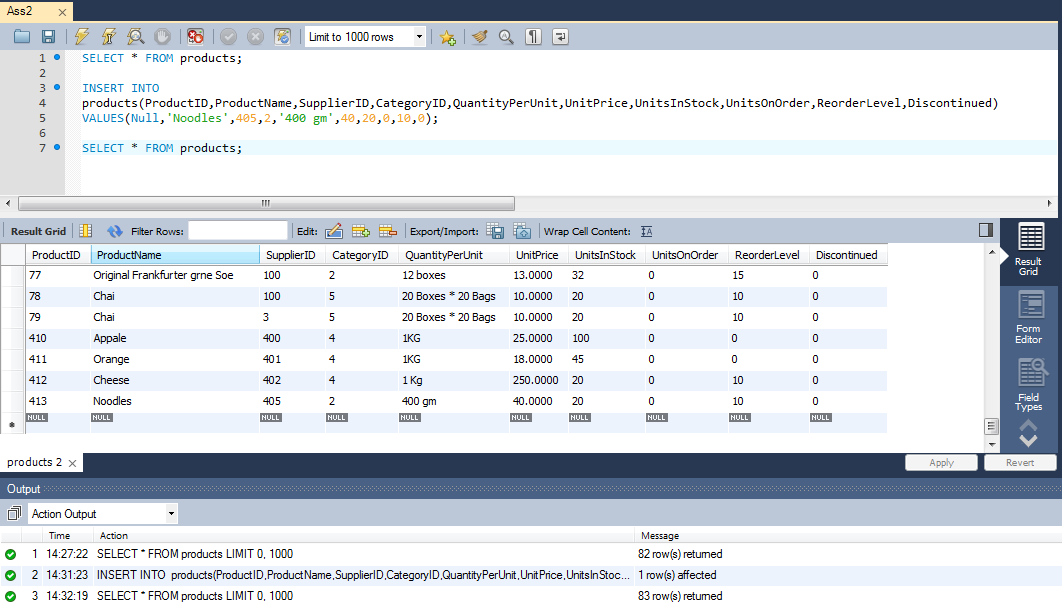 Ass2
Limit to 1000 rows
1 SELECT * FROM products;
2
3 INSERT INTO
4 products(ProductID,ProductName,SupplierID,CategoryID,QuantityPerUnit,UnitPrice,UnitsInStock,UnitsOnOrder,ReorderLevel,Discontinued)
5 VALUES(Null,'Noodles',405,2,'400 gm',40,20,0,10,0);
6
7 SELECT * FROM products;
Result Grid Filter Rows: Edit: Export/Import: Wrap Cell Content: IA
ProductID ProductName SupplierID CategoryID QuantityPerUnit UnitPrice UnitsInStock UnitsOnOrder ReorderLevel Discontinued
77 Original Frankfurter grne Soe 100 2 12 boxes 13.0000 32 0 15 0
78 Chai 100 5 20 Boxes * 20 Bags 10.0000 20 0 10 0
79 Chai 3 5 20 Boxes * 20 Bags 10.0000 20 0 10 0
410 Appale 400 4 1KG 25.0000 100 0 0 0
411 Orange 401 4 1KG 18.0000 45 0 0 0
412 Cheese 402 4 1 Kg 250.0000 20 0 10 0
413 Noodles 405 2 400 gm 40.0000 20 0 10 0
NULL NULL NULL NULL NULL NULL NULL NULL NULL NULL
Result
Grid
Form
Editor
Field
Types
products 2
Apply Revert
Output
Action Output
Time Action Message
1 14:27:22 SELECT * FROM products LIMIT 0, 1000 82 row(s) returned
2 14:31:23 INSERT INTO products(ProductID,ProductName,SupplierID,CategoryID,QuantityPerUnit,UnitPrice,UnitsInStoc... 1 row(s) affected
3 14:32:19 SELECT * FROM products LIMIT 0, 1000 83 row(s) returned